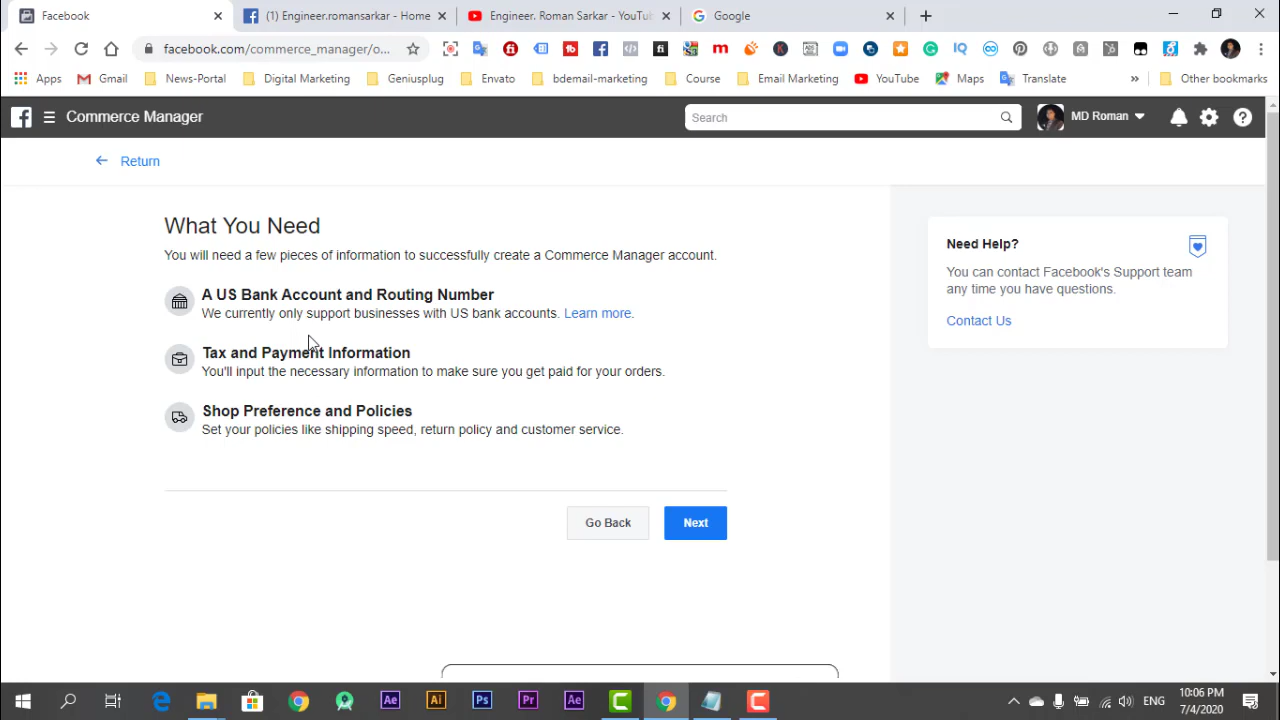 Facebook
(1) Engineer.romansarkar - Home
Engineer. Roman Sarkar - YouTu
Google
facebook.com/commerce_manager/o...
Apps
Gmail
News-Portal
Digital Marketing
Geniusplug
Envato
bdemail-marketing
Course
Email Marketing
YouTube
Maps
Translate
Other bookmarks
Commerce Manager
Search
MD Roman
Return
What You Need
You will need a few pieces of information to successfully create a Commerce Manager account.
A US Bank Account and Routing Number
We currently only support businesses with US bank accounts. Learn more.
Tax and Payment Information
You'll input the necessary information to make sure you get paid for your orders.
Shop Preference and Policies
Set your policies like shipping speed, return policy and customer service.
Go Back
Next
Need Help?
You can contact Facebook's Support team
any time you have questions.
Contact Us
Ae
Ai
Ps
Pr
Ae
ENG
10:06 PM
7/4/2020